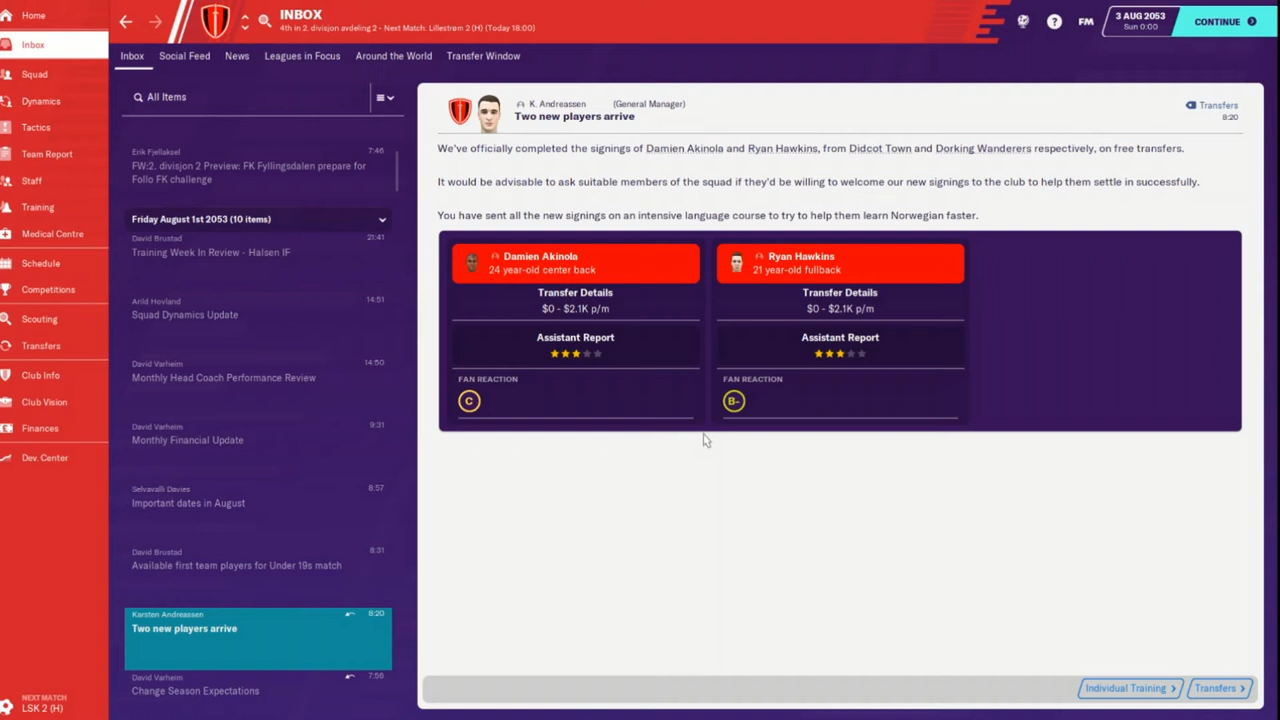 INBOX
4th in 2. divisjon avdeling 2 - Next Match: Lillestrøm 2 (H) (Today 18:00)
FM
3 AUG 2053
Sun 0:00
CONTINUE
Home
Inbox
Squad
Dynamics
Tactics
Team Report
Staff
Training
Medical Centre
Schedule
Competitions
Scouting
Transfers
Club Info
Club Vision
Finances
Dev. Center
NEXT MATCH
LSK 2 (H)
Inbox Social Feed News Leagues in Focus Around the World Transfer Window
All Items
Erik Fjellaksel 7:46
FW:2. divisjon 2 Preview: FK Fyllingsdalen prepare for
Follo FK challenge
Friday August 1st 2053 (10 items)
David Brustad 21:41
Training Week In Review - Halsen IF
Arild Hovland 14:51
Squad Dynamics Update
David Varheim 14:50
Monthly Head Coach Performance Review
David Varheim 9:31
Monthly Financial Update
Selvavalli Davies 8:57
Important dates in August
David Brustad 8:31
Available first team players for Under 19s match
Karsten Andreassen 8:20
Two new players arrive
David Varheim 7:56
Change Season Expectations
K. Andreassen (General Manager)
Two new players arrive
Transfers
8:20
We've officially completed the signings of Damien Akinola and Ryan Hawkins, from Didcot Town and Dorking Wanderers respectively, on free transfers.
It would be advisable to ask suitable members of the squad if they'd be willing to welcome our new signings to the club to help them settle in successfully.
You have sent all the new signings on an intensive language course to try to help them learn Norwegian faster.
Damien Akinola
24 year-old center back
Transfer Details
$0 - $2.1K p/m
Assistant Report
FAN REACTION
C
Ryan Hawkins
21 year-old fullback
Transfer Details
$0 - $2.1K p/m
Assistant Report
FAN REACTION
B-
Individual Training
Transfers